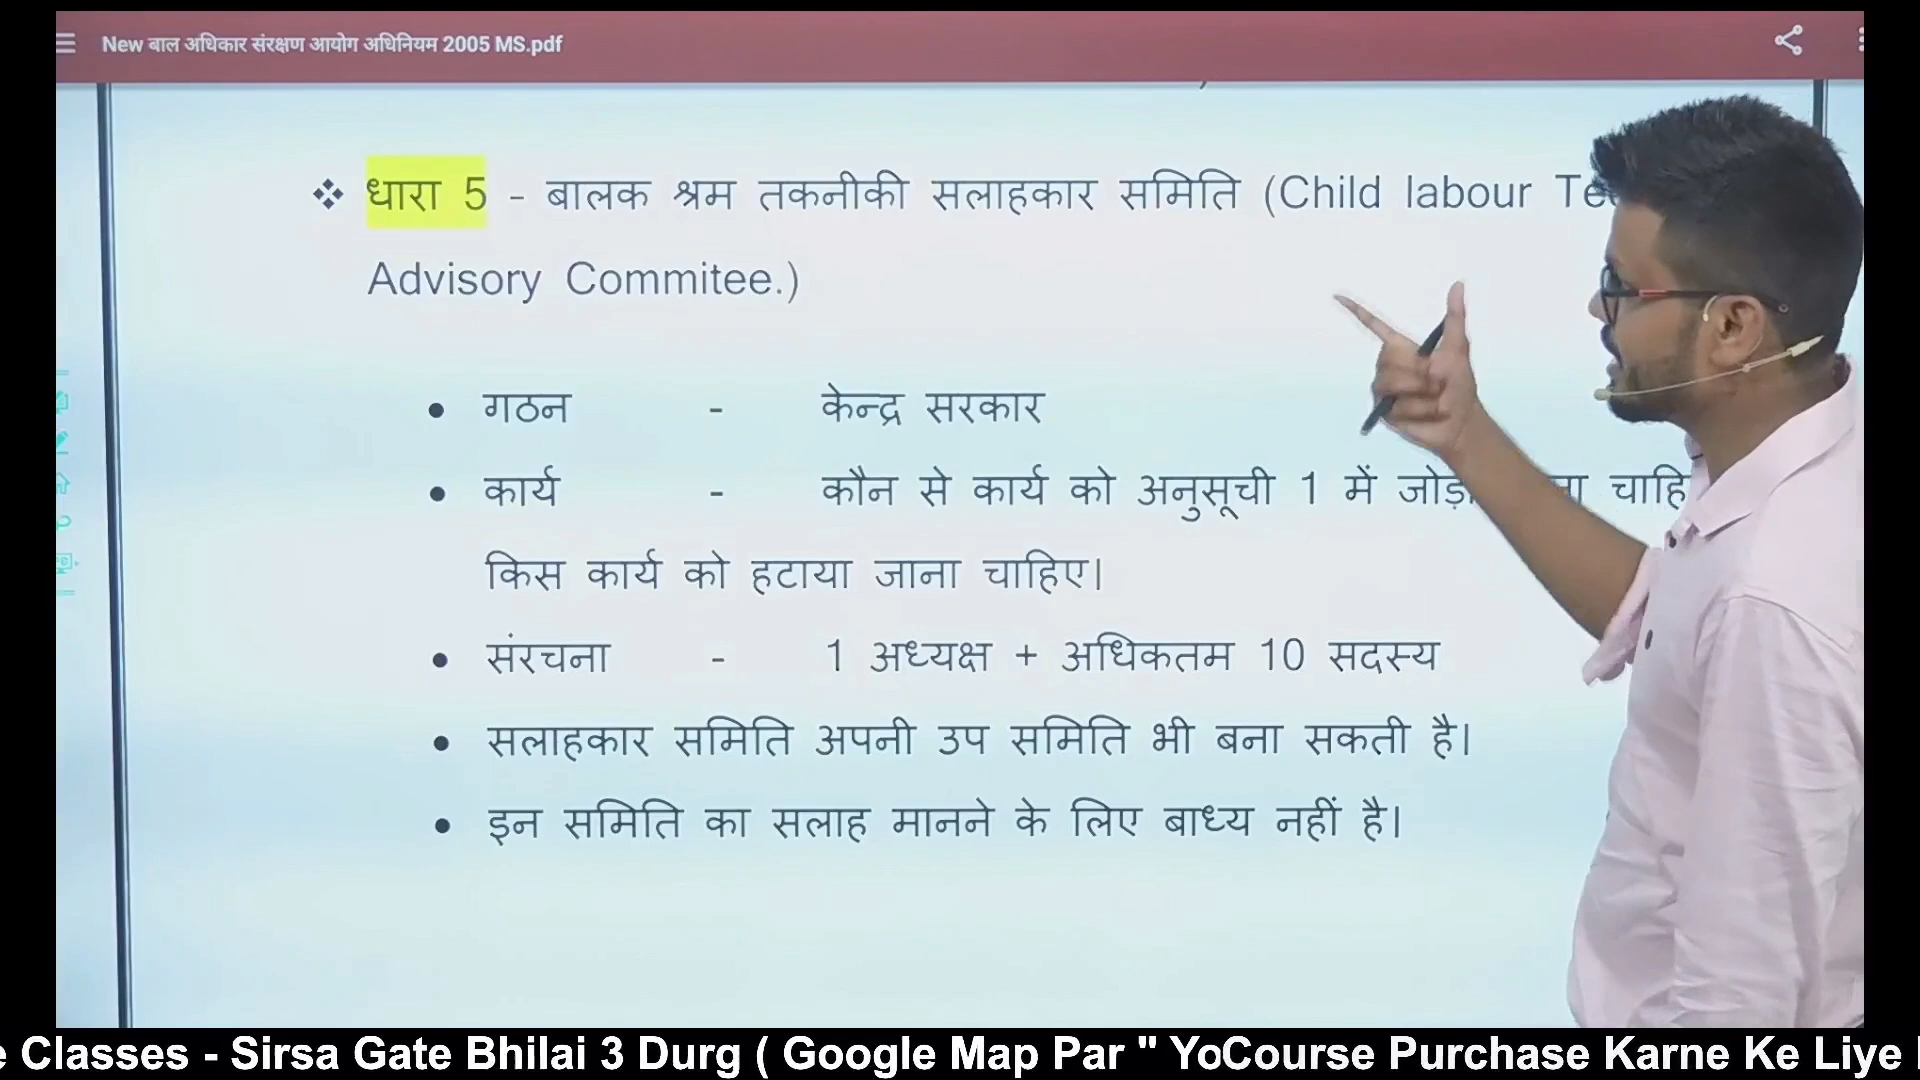 New बाल अधिकार संरक्षण आयोग अधिनियम 2005 MS.pdf
❖ धारा 5 - बालक श्रम तकनीकी सलाहकार समिति (Child labour
Advisory Commitee.)
• गठन - केन्द्र सरकार
• कार्य - कौन से कार्य को अनुसूची 1 में
किस कार्य को हटाया जाना चाहिए।
• संरचना - 1 अध्यक्ष + अधिकतम 10 सदस्य
• सलाहकार समिति अपनी उप समिति भी बना सकती है।
• इन समिति का सलाह मानने के लिए बाध्य नहीं है।
Classes - Sirsa Gate Bhilai 3 Durg ( Google Map Par " YoCourse Purchase Karne Ke Liye